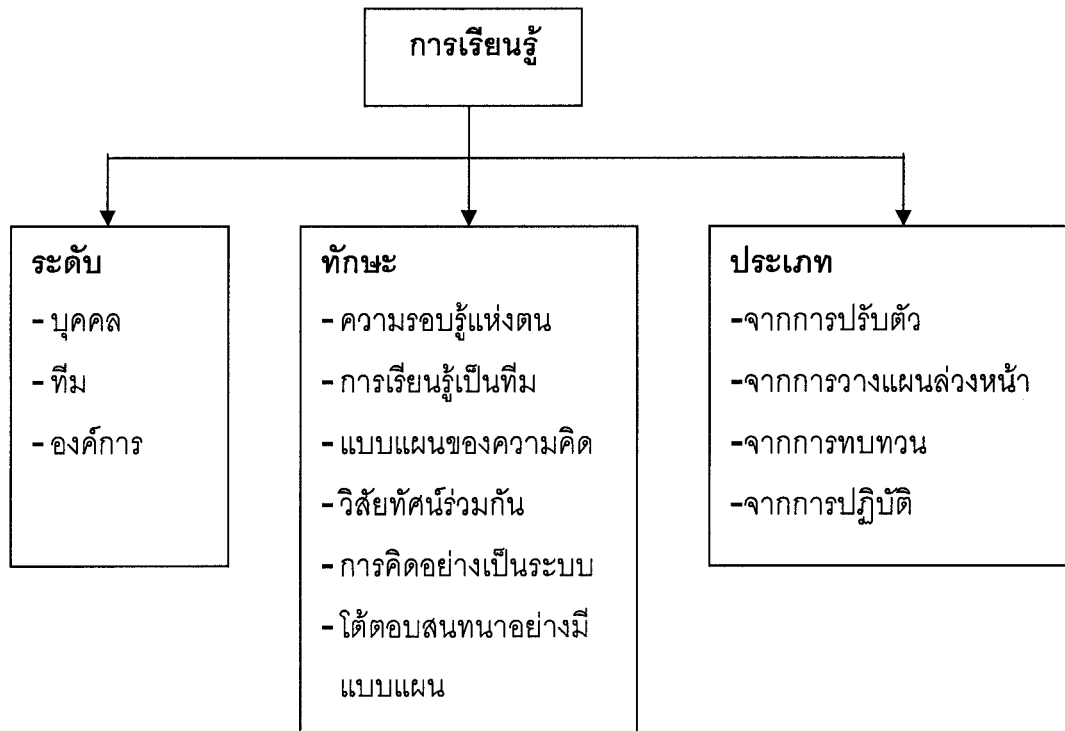 การเรียนรู้
ระดับ
- บุคคล
- ทีม
- องค์การ
ทักษะ
- ความรอบรู้แห่งตน
- การเรียนรู้เป็นทีม
- แบบแผนของความคิด
- วิสัยทัศน์ร่วมกัน
- การคิดอย่างเป็นระบบ
- โต้ตอบสนทนาอย่างมี
แบบแผน
ประเภท
-จากการปรับตัว
-จากการวางแผนล่วงหน้า
-จากการทบทวน
-จากการปฏิบัติ